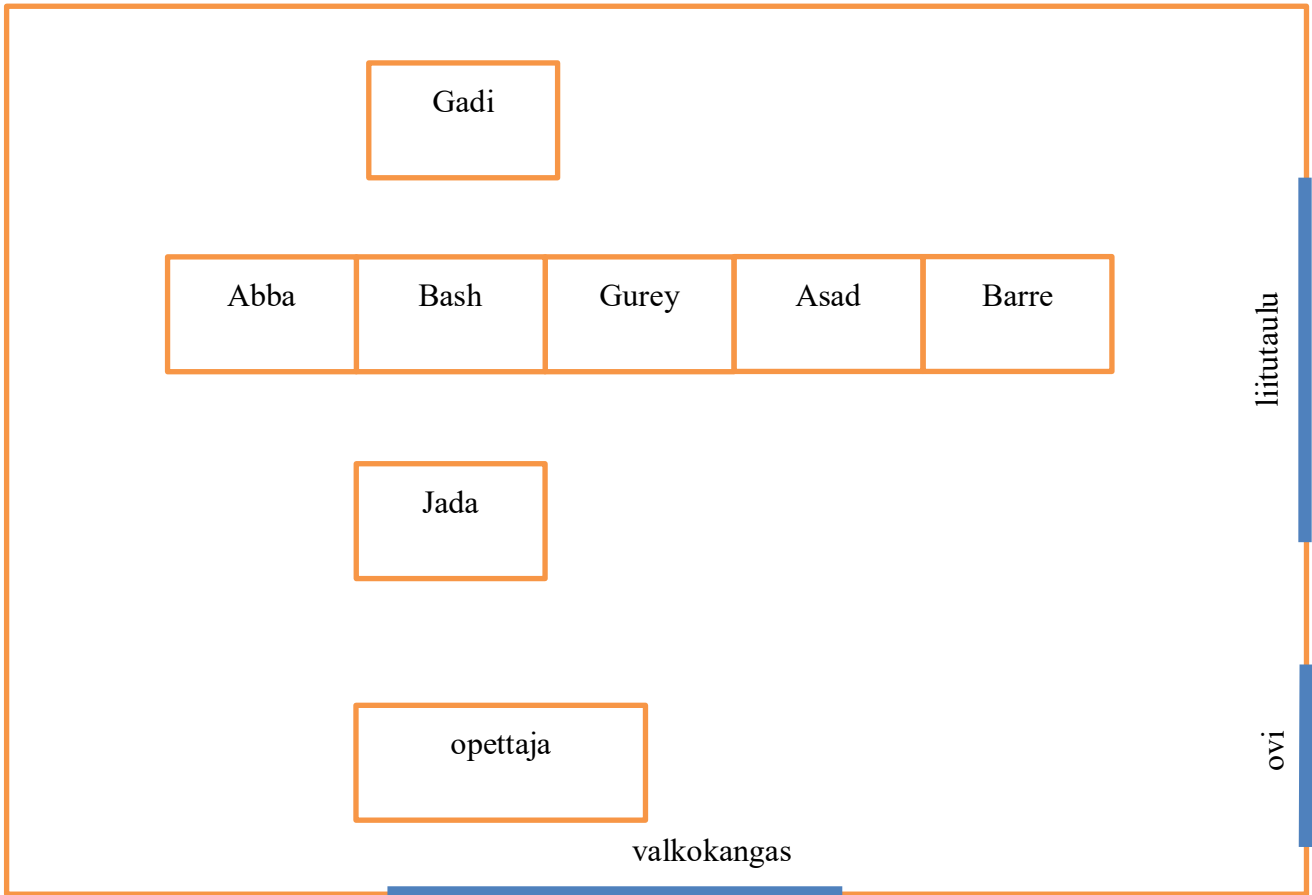 Gadi
Abba
Bash
Gurey
Asad
Barre
liitutaulu
Jada
opettaja
ovi
valkokangas